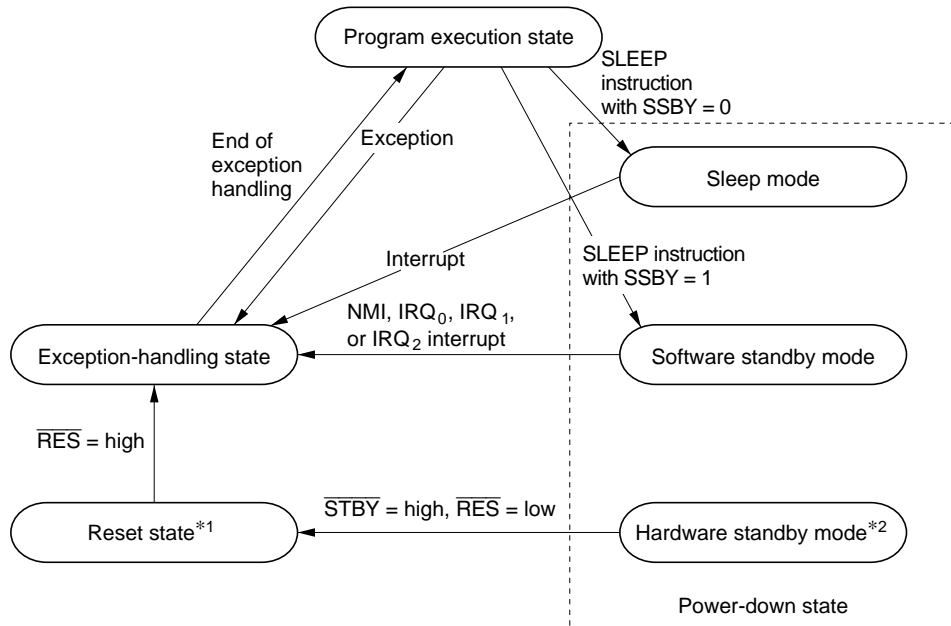 Program execution state
SLEEP
instruction
with SSBY = 0
End of
exception
handling
Exception
Sleep mode
Interrupt
SLEEP instruction
with SSBY = 1
NMI, IRQ0, IRQ1,
or IRQ2 interrupt
Exception-handling state
Software standby mode
RES = high
STBY = high, RES = low
Reset state*1
Hardware standby mode*2
Power-down state